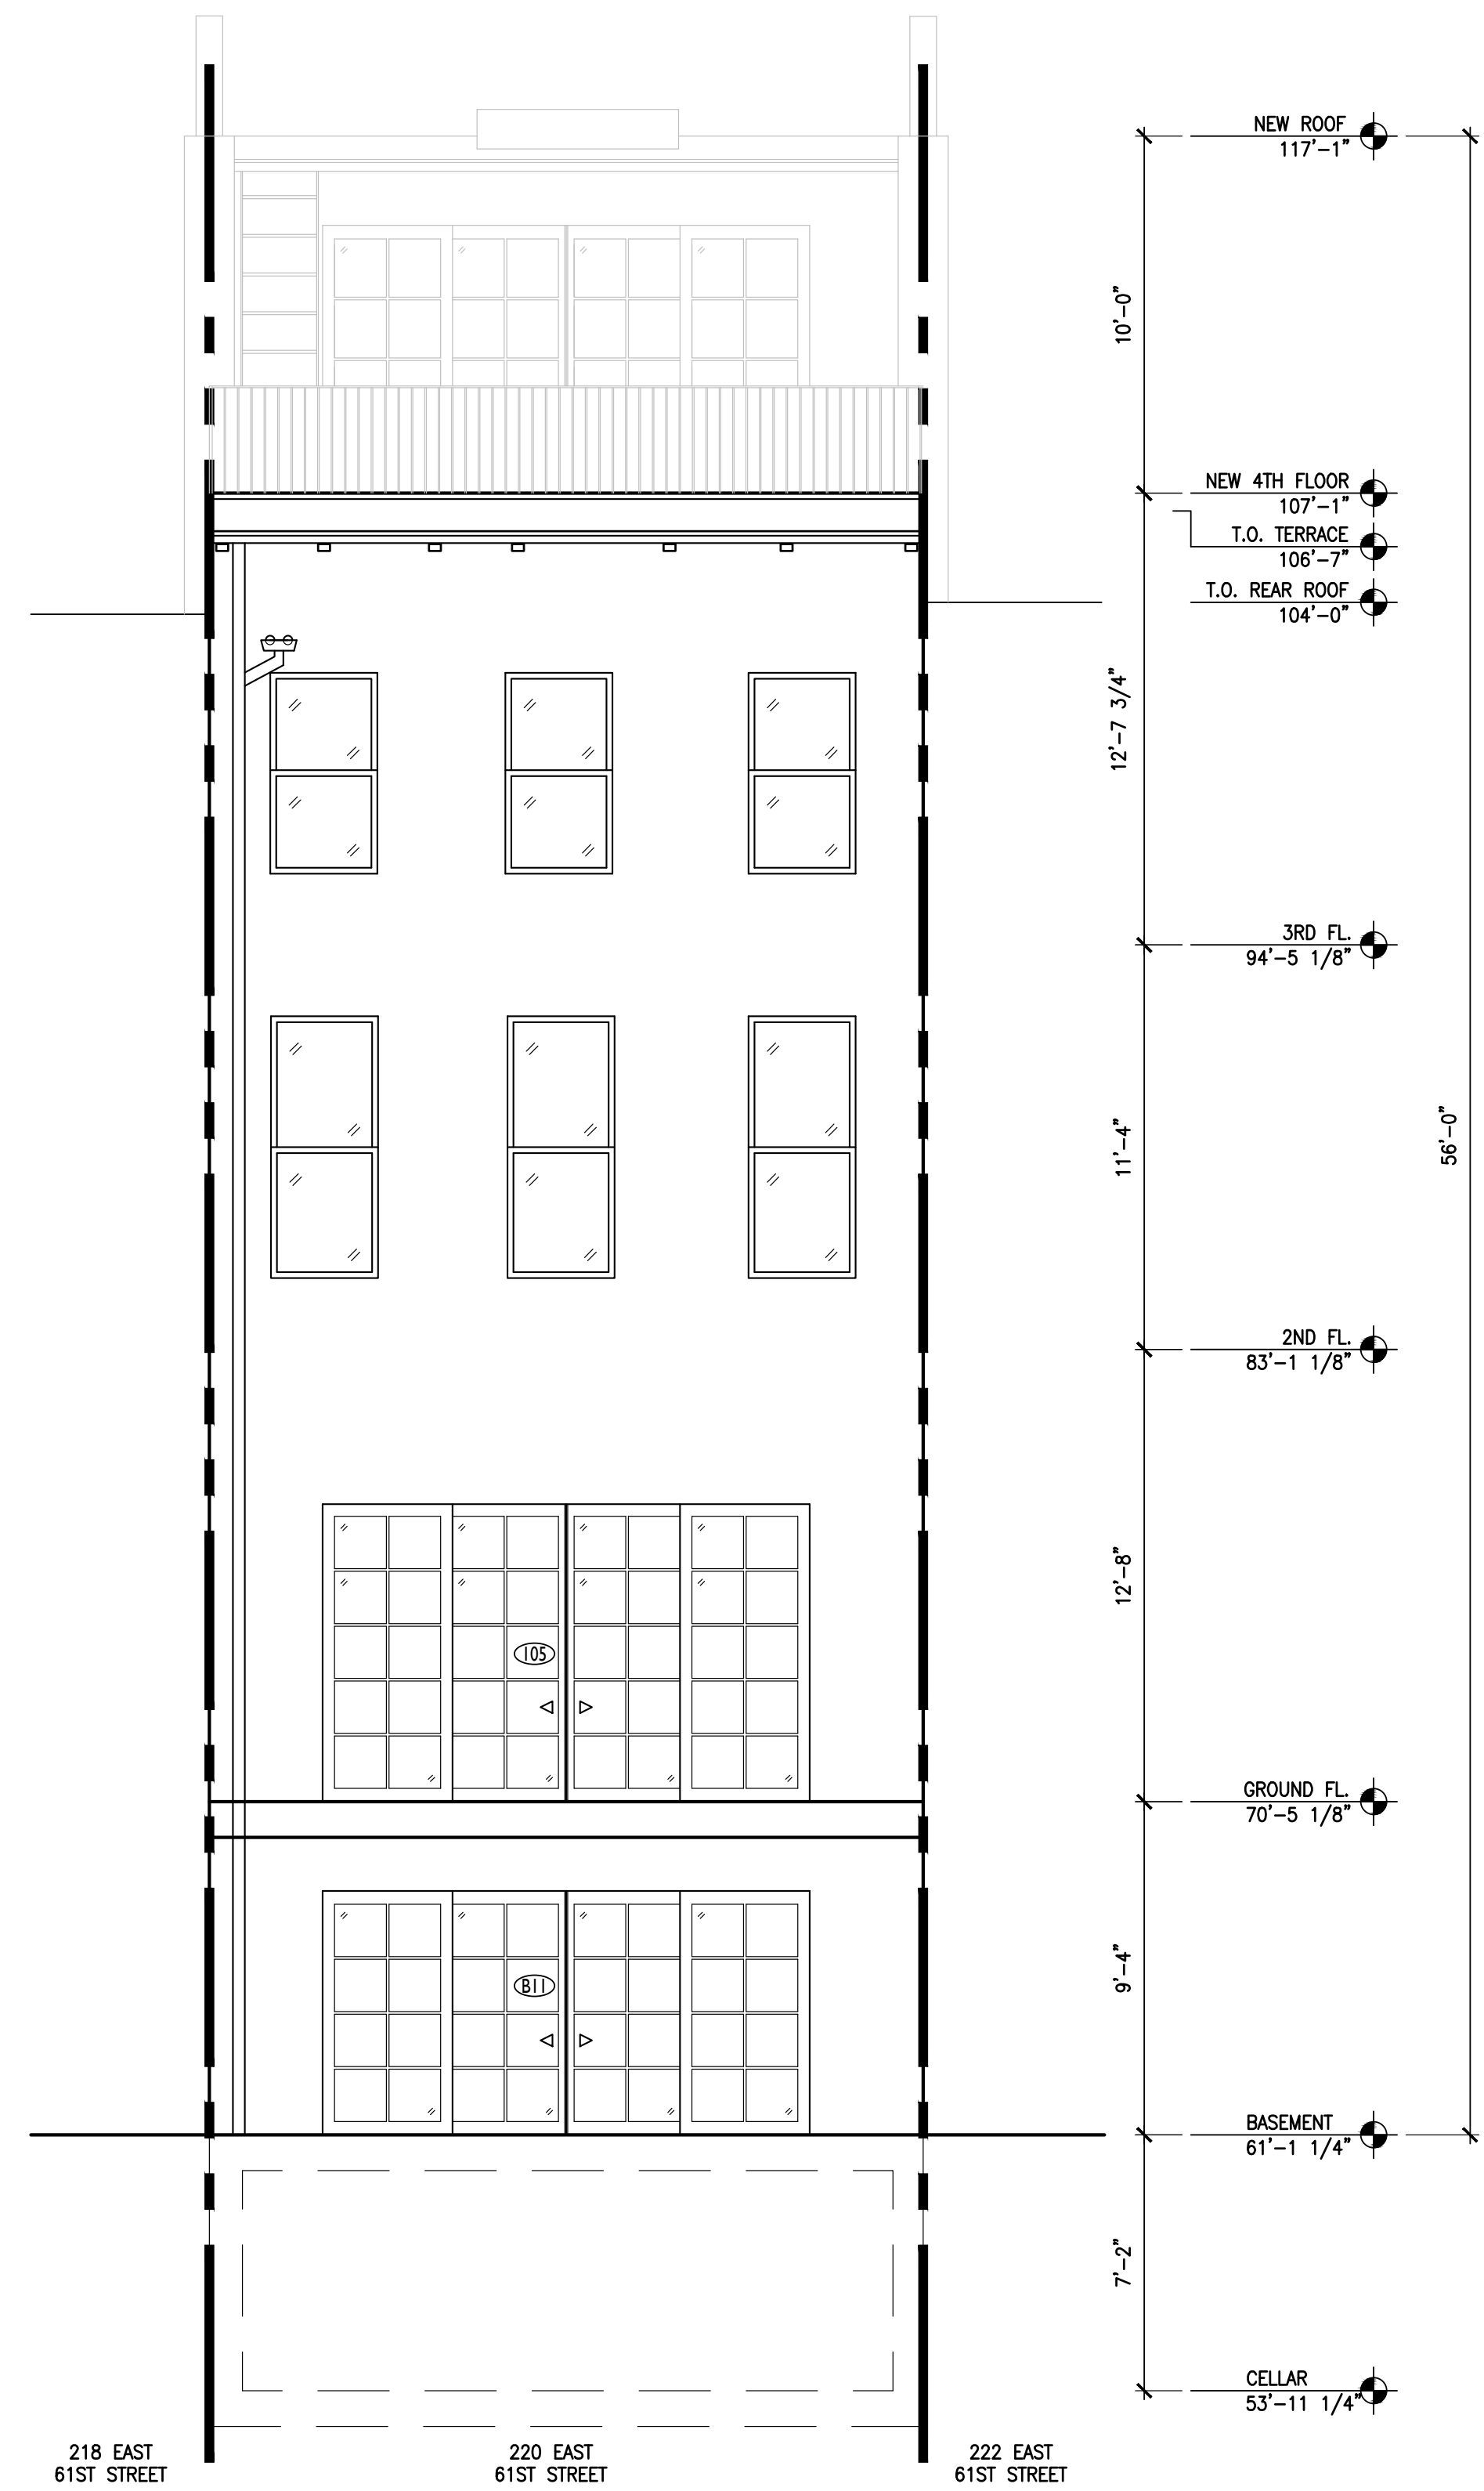 NEW ROOF
117'-1"
10'-0"
NEW 4TH FLOOR
107'-1"
T.O. TERRACE
106'-7"
T.O. REAR ROOF
104'-0"
12'-7 3/4"
3RD FL.
94'-5 1/8"
11'-4"
56'-0"
2ND FL.
83'-1 1/8"
12'-8"
105
GROUND FL.
70'-5 1/8"
9'-4"
B11
BASEMENT
61'-1 1/4"
7'-2"
CELLAR
53'-11 1/4"
218 EAST
61ST STREET
220 EAST
61ST STREET
222 EAST
61ST STREET